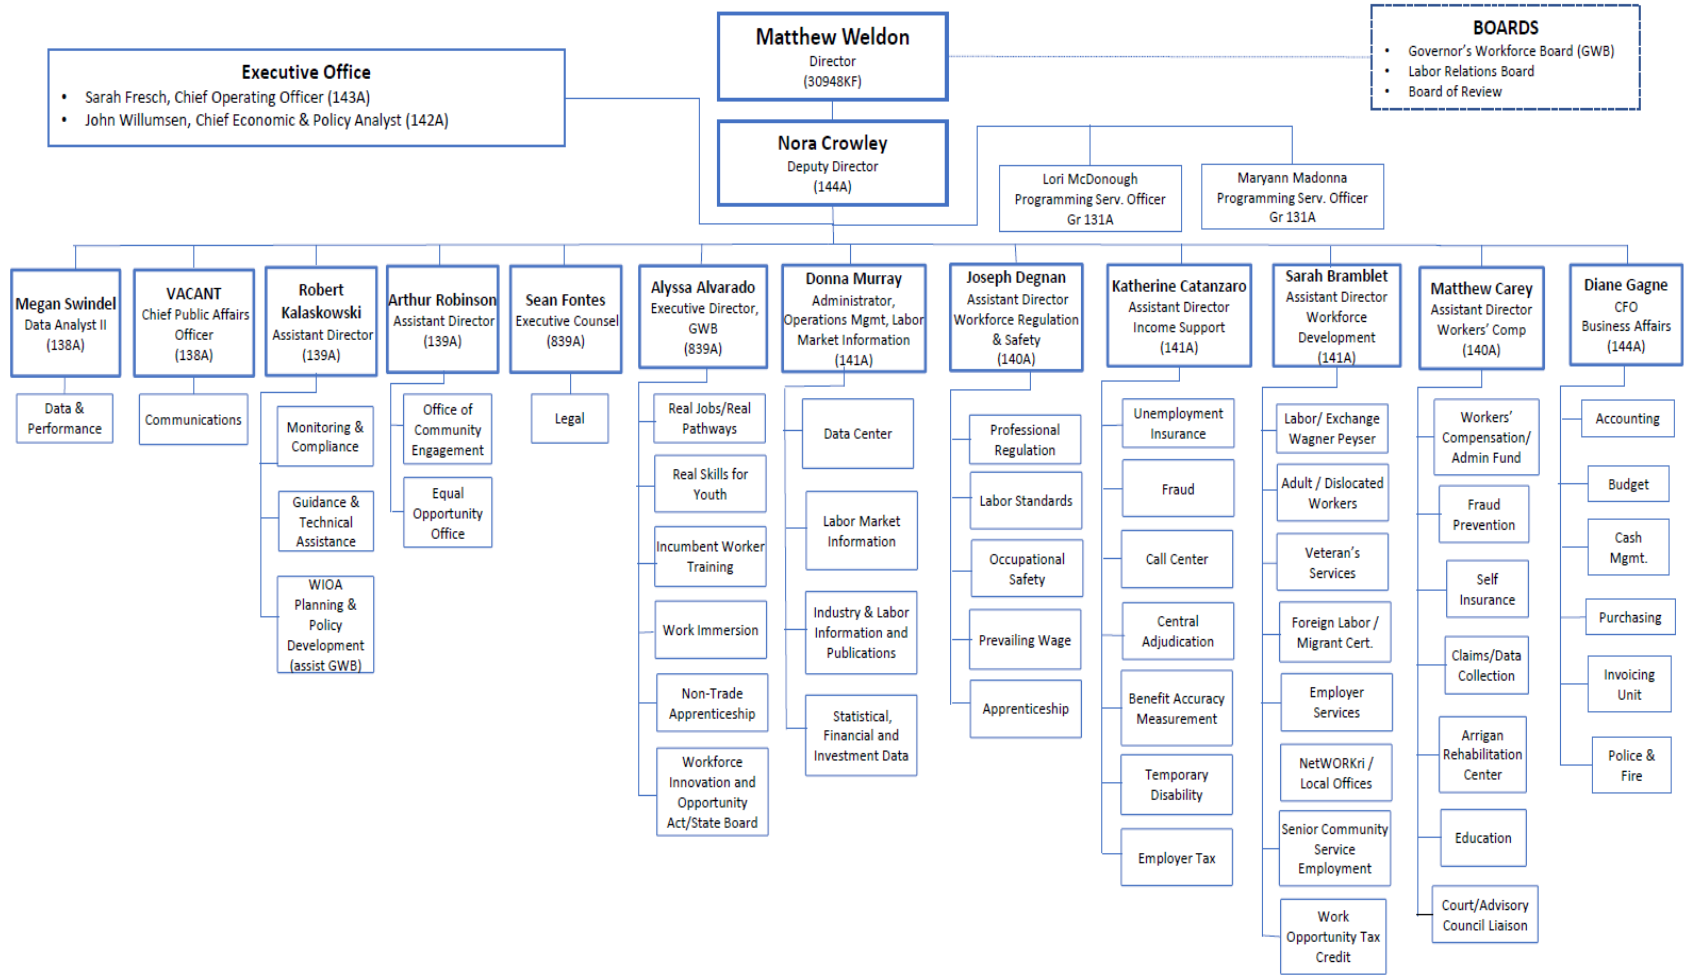 Matthew Weldon
Director
(30948KF)
BOARDS
• Governor's Workforce Board (GWB)
• Labor Relations Board
• Board of Review
Executive Office
• Sarah Fresch, Chief Operating Officer (143A)
• John Willumsen, Chief Economic & Policy Analyst (142A)
Nora Crowley
Deputy Director
(144A)
Lori McDonough
Programming Serv. Officer
Gr 131A
Maryann Madonna
Programming Serv. Officer
Gr 131A
Megan Swindel
Data Analyst II
(138A)
Data &
Performance
VACANT
Chief Public Affairs
Officer
(138A)
Communications
Robert
Kalaskowski
Assistant Director
(139A)
Monitoring &
Compliance
Guidance &
Technical
Assistance
WIOA
Planning &
Policy
Development
(assist GWB)
Arthur Robinson
Assistant Director
(139A)
Office of
Community
Engagement
Equal
Opportunity
Office
Sean Fontes
Executive Counsel
(839A)
Legal
Alyssa Alvarado
Executive Director,
GWB
(839A)
Real Jobs/Real
Pathways
Real Skills for
Youth
Incumbent Worker
Training
Work Immersion
Non-Trade
Apprenticeship
Workforce
Innovation and
Opportunity
Act/State Board
Donna Murray
Administrator,
Operations Mgmt, Labor
Market Information
(141A)
Data Center
Labor Market
Information
Industry & Labor
Information and
Publications
Statistical,
Financial and
Investment Data
Joseph Degnan
Assistant Director
Workforce Regulation
& Safety
(140A)
Professional
Regulation
Labor Standards
Occupational
Safety
Prevailing Wage
Apprenticeship
Katherine Catanzaro
Assistant Director
Income Support
(141A)
Unemployment
Insurance
Fraud
Call Center
Central
Adjudication
Benefit Accuracy
Measurement
Temporary
Disability
Employer Tax
Sarah Bramblet
Assistant Director
Workforce
Development
(141A)
Labor/ Exchange
Wagner Peyser
Adult / Dislocated
Workers
Veteran's
Services
Foreign Labor /
Migrant Cert.
Employer
Services
NetWORKri /
Local Offices
Senior Community
Service
Employment
Work
Opportunity Tax
Credit
Matthew Carey
Assistant Director
Workers' Comp
(140A)
Workers'
Compensation/
Admin Fund
Fraud
Prevention
Self
Insurance
Claims/Data
Collection
Arrigan
Rehabilitation
Center
Education
Court/Advisory
Council Liaison
Diane Gagne
CFO
Business Affairs
(144A)
Accounting
Budget
Cash
Mgmt.
Purchasing
Invoicing
Unit
Police &
Fire